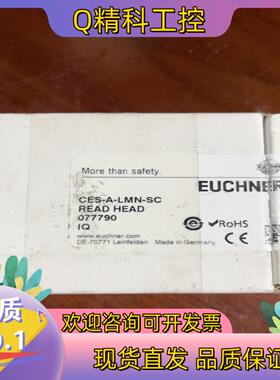 Q精科工控
More than safety.
EUCHNER
CES-A-LMN-SC
READ HEAD
077790
IQ
www.euchner.com
DE-70771 Leinfelden Made in Germany
RoHS
CE
质
0.1
欢迎咨询可开发票
现货直发 品质保证